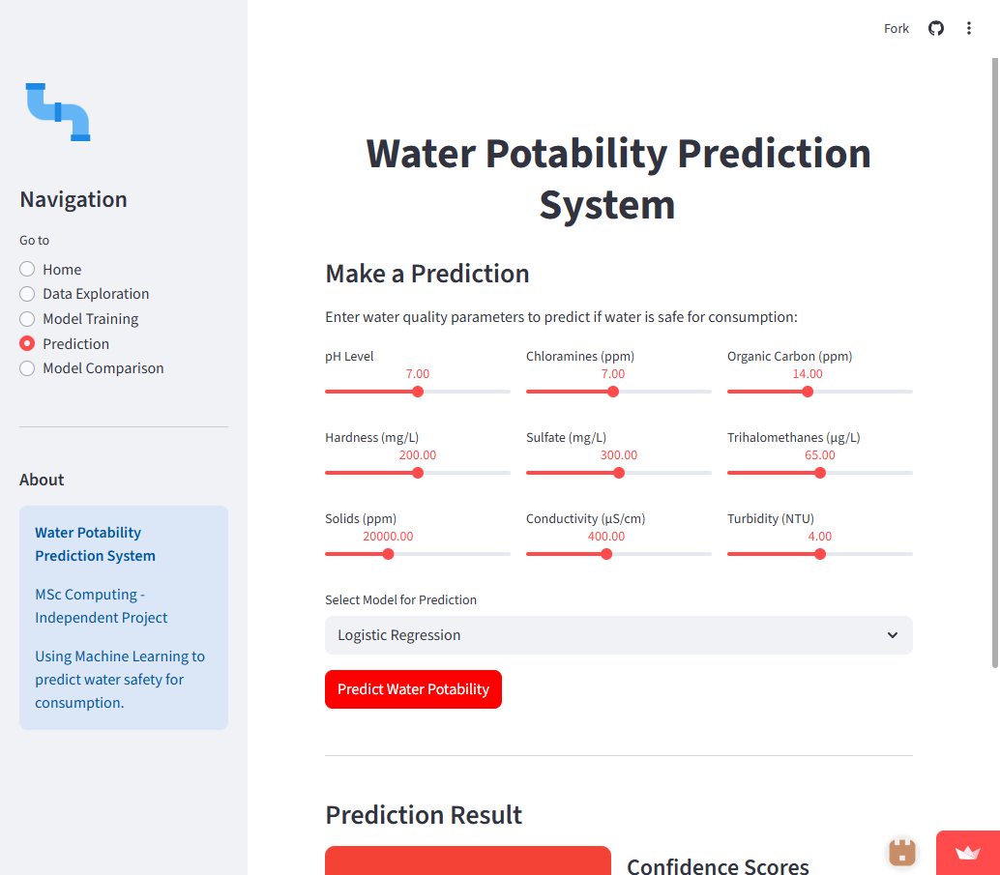 Fork
Navigation
Go to
Home
Data Exploration
Model Training
Prediction
Model Comparison
About
Water Potability
Prediction System
MSc Computing -
Independent Project
Using Machine Learning to
predict water safety for
consumption.
Water Potability Prediction
System
Make a Prediction
Enter water quality parameters to predict if water is safe for consumption:
pH Level
7.00
Chloramines (ppm)
7.00
Organic Carbon (ppm)
14.00
Hardness (mg/L)
200.00
Sulfate (mg/L)
300.00
Trihalomethanes (μg/L)
65.00
Solids (ppm)
20000.00
Conductivity (μS/cm)
400.00
Turbidity (NTU)
4.00
Select Model for Prediction
Logistic Regression
Predict Water Potability
Prediction Result
Confidence Scores